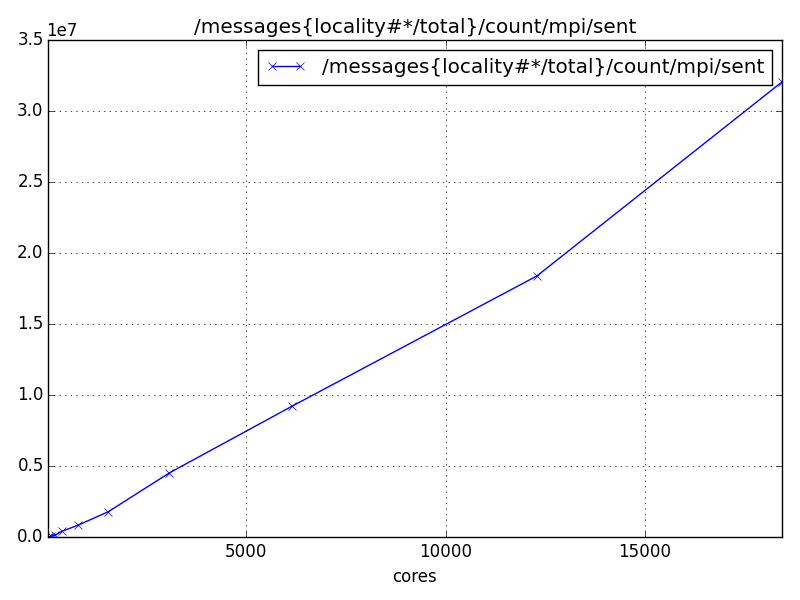 /messages{locality#*/total}/count/mpi/sent
1e7
/messages{locality#*/total}/count/mpi/sent
3.5
3.0
2.5
2.0
1.5
1.0
0.5
0.0
5000 10000 15000
cores